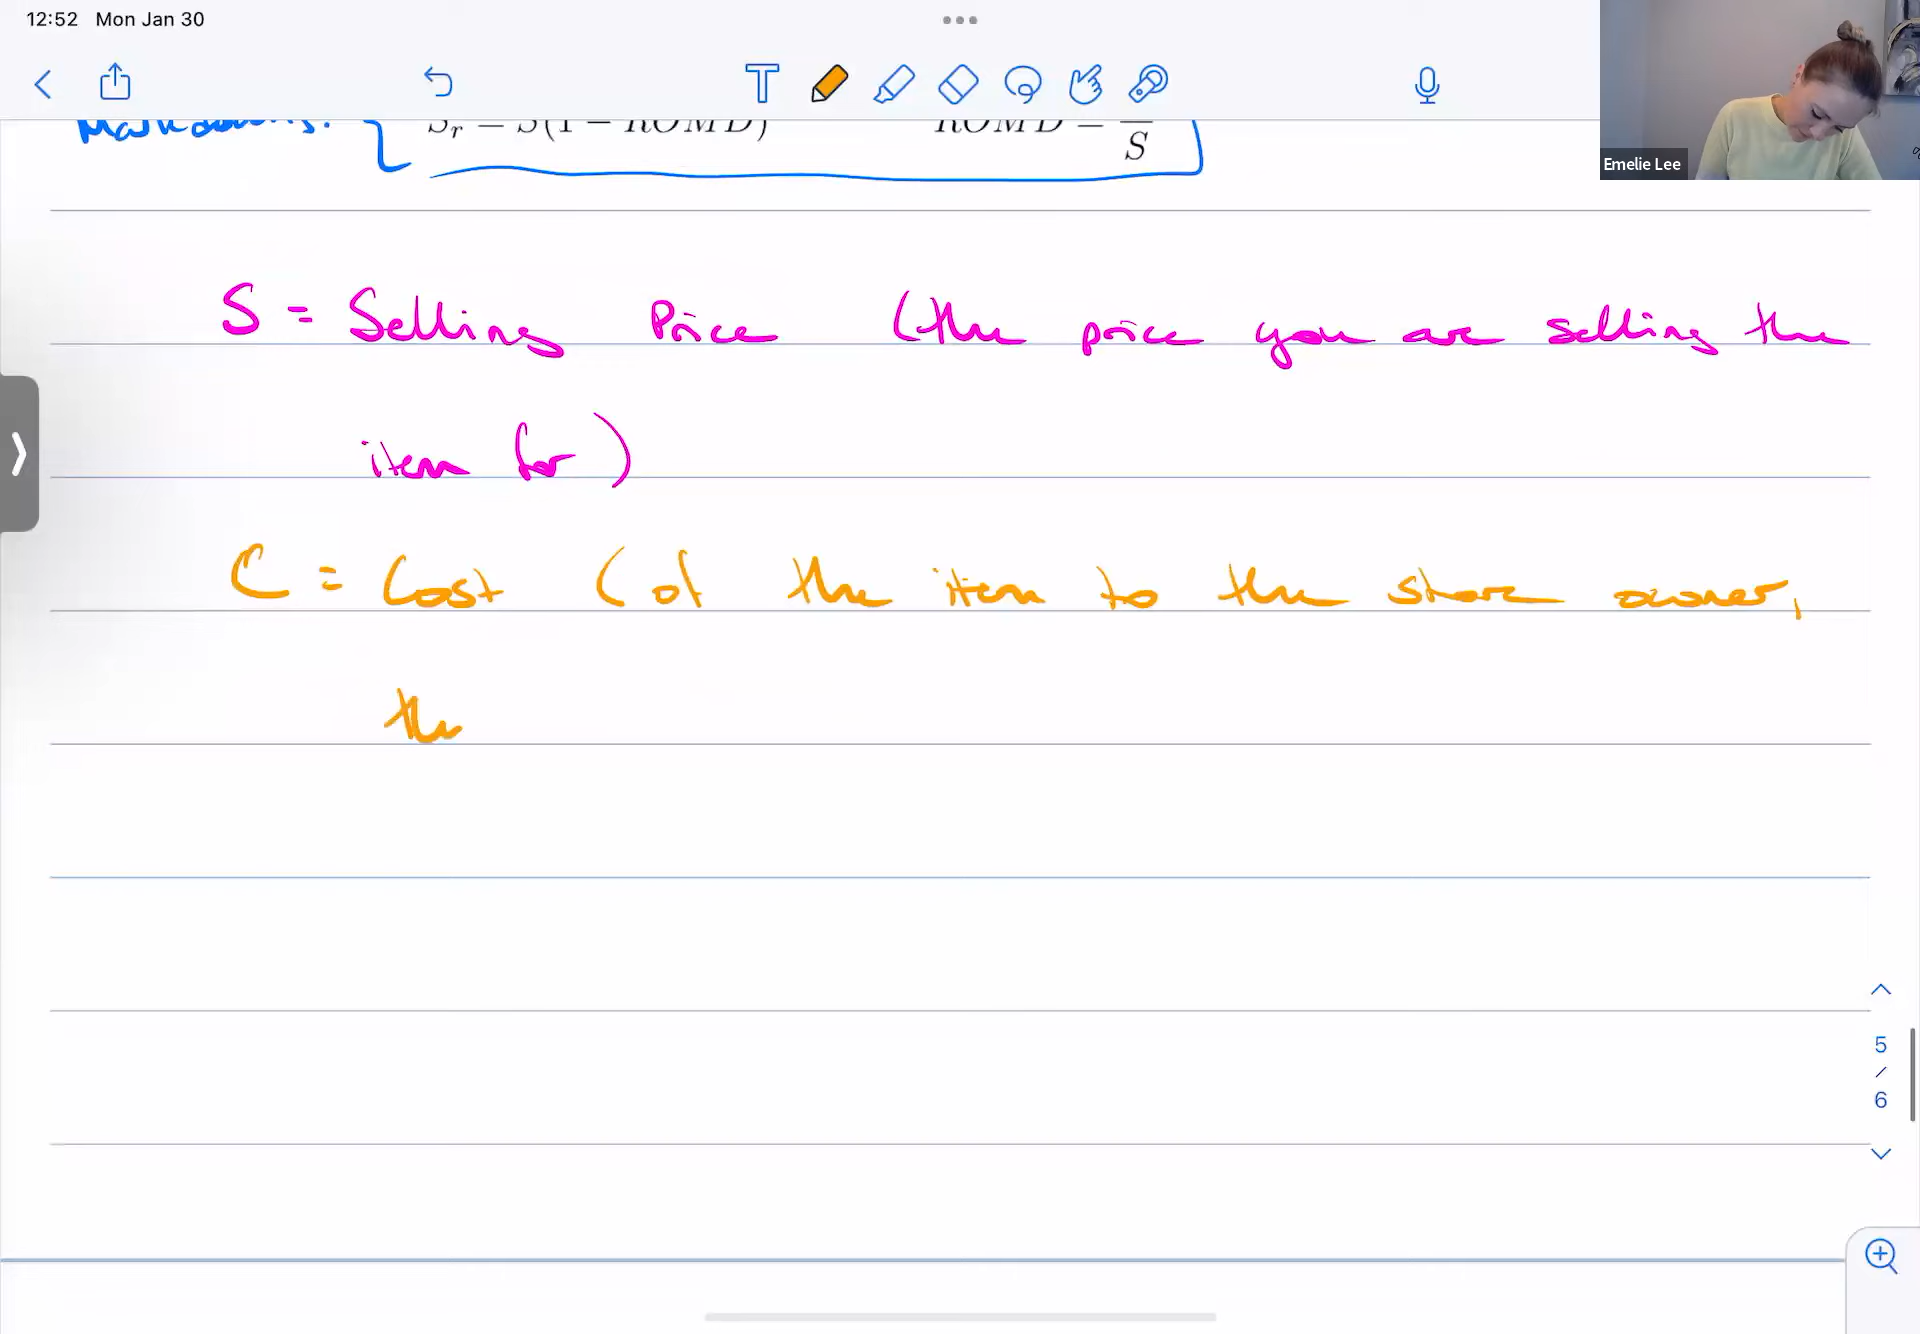 12:52 Mon Jan 30
Emelie Lee
Markdowns:
S_r = S(1 − ROMD) ROMD = — S
S = Selling Price (the price you are selling the
item for)
C = Cost (of the item to the store owner,
the
5
/
6